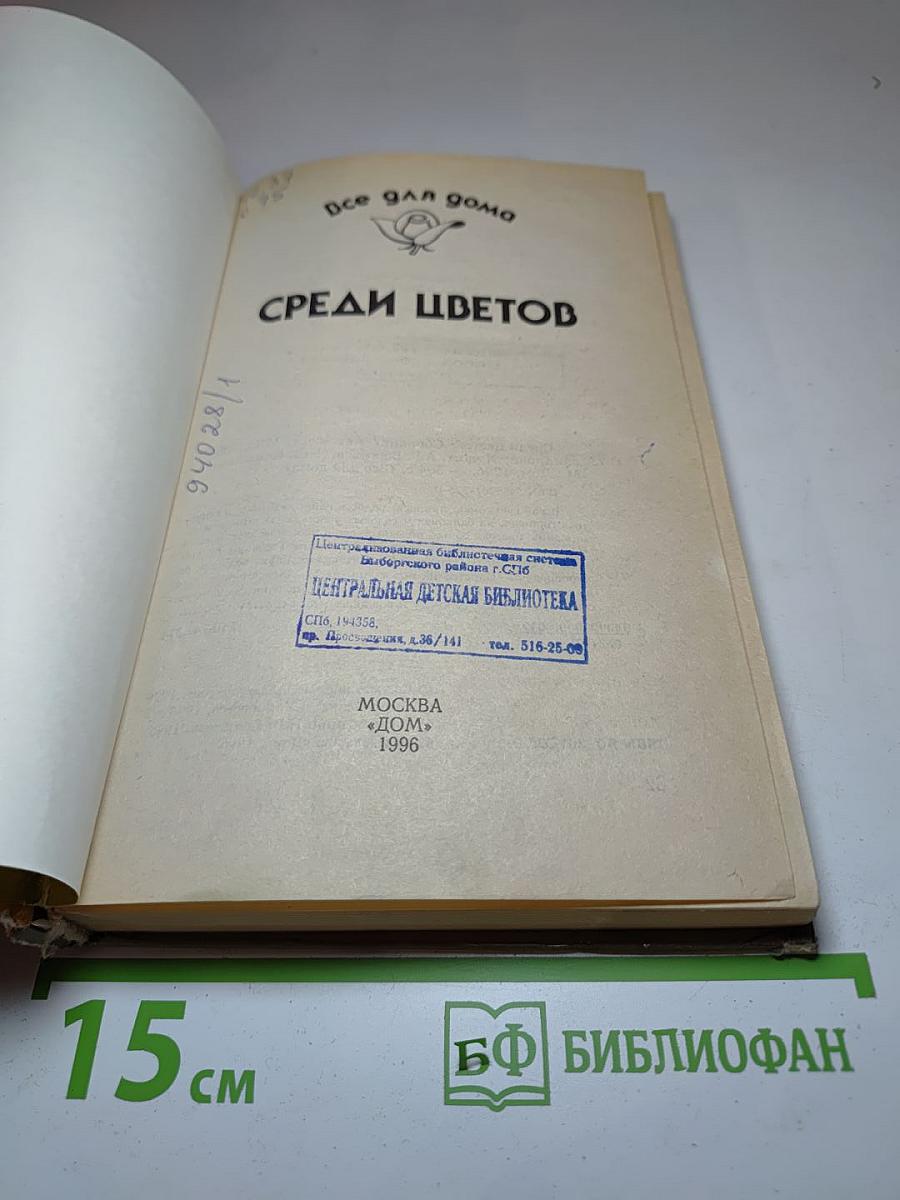 Все для дома
СРЕДИ ЦВЕТОВ
94028/1
Централизованная библиотечная система
Выборгского района г.СПб
ЦЕНТРАЛЬНАЯ ДЕТСКАЯ БИБЛИОТЕКА
СПб, 194358,
пр. Просвещения, д.36/141 тел. 516-25-06
МОСКВА
«ДОМ»
1996
15 см
БФ БИБЛИОФАН